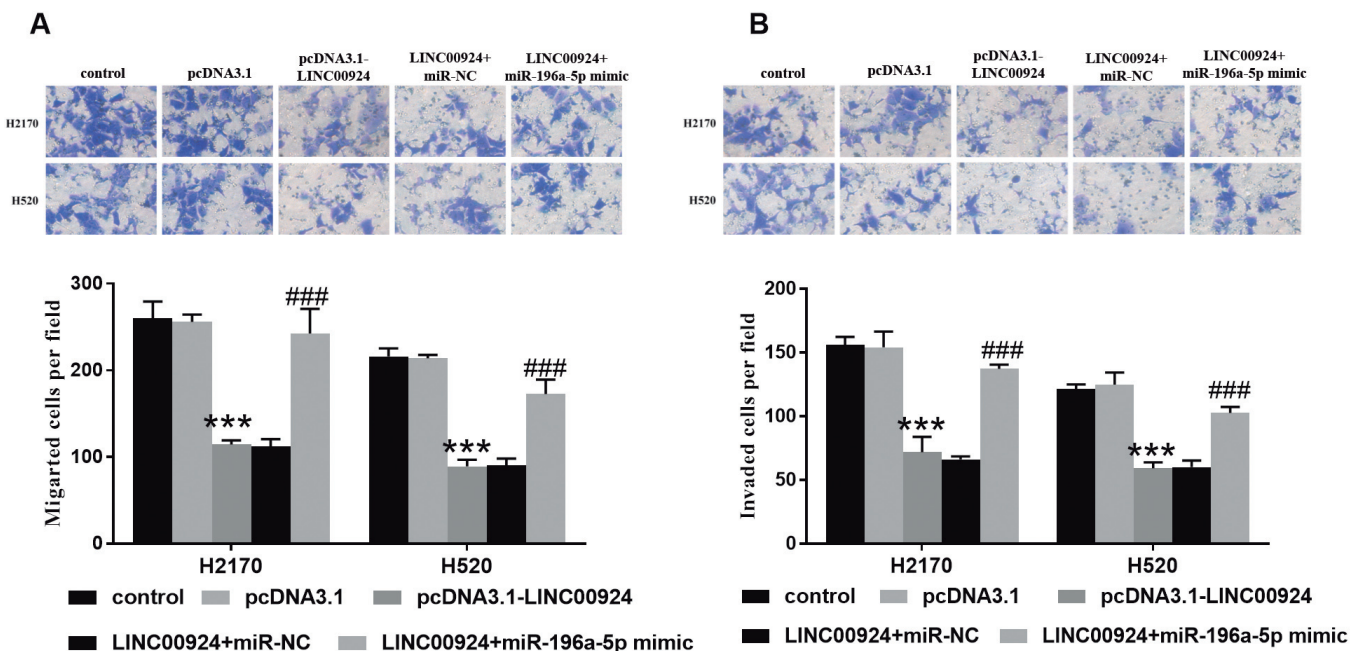 A
control pcDNA3.1 pcDNA3.1-LINC00924 LINC00924+miR-NC LINC00924+miR-196a-5p mimic
H2170
H520
300
200
100
0
Migarted cells per field
### ***
### ***
H2170 H520
control pcDNA3.1 pcDNA3.1-LINC00924
LINC00924+miR-NC LINC00924+miR-196a-5p mimic
B
control pcDNA3.1 pcDNA3.1-LINC00924 LINC00924+miR-NC LINC00924+miR-196a-5p mimic
H2170
H520
200
150
100
50
0
Invaded cells per field
### ***
### ***
H2170 H520
control pcDNA3.1 pcDNA3.1-LINC00924
LINC00924+miR-NC LINC00924+miR-196a-5p mimic